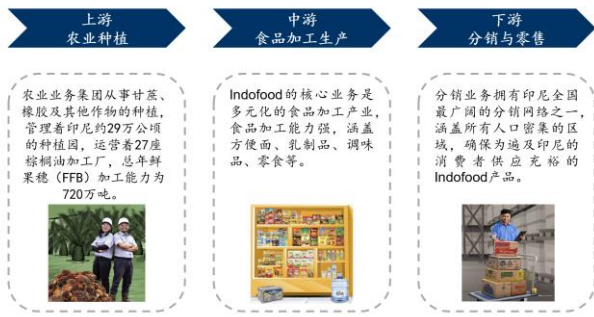 上游
农业种植
中游
食品加工生产
下游
分销与零售
农业业务集团从事甘蔗、
橡胶及其他作物的种植，
管理着印尼约29万公顷
的种植园，运营着27座
棕榈油加工厂，总年鲜
果穗（FFB）加工能力为
720万吨。
Indofood的核心业务是
多元化的食品加工产业，
食品加工能力强，涵盖
方便面、乳制品、调味
品、零食等。
分销业务拥有印尼全国
最广阔的分销网络之一，
涵盖所有人口密集的区
域，确保为遍及印尼的
消费者供应充裕的
Indofood产品。